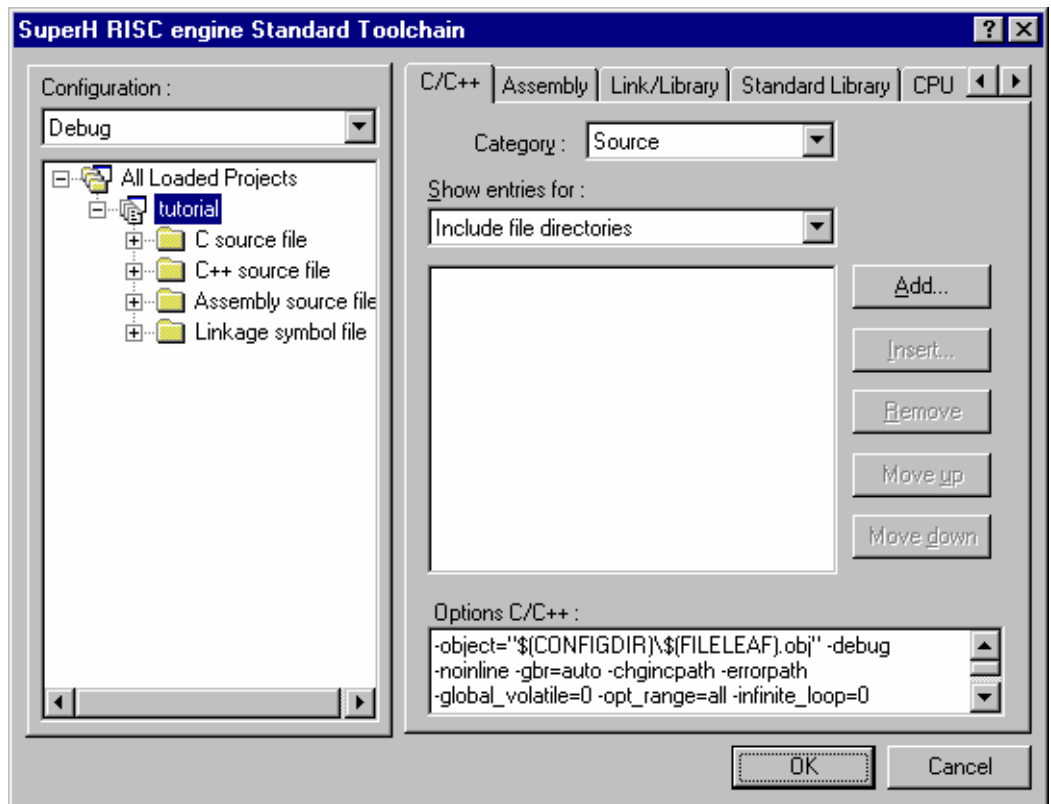 SuperH RISC engine Standard Toolchain
Configuration :
Debug
All Loaded Projects
tutorial
C source file
C++ source file
Assembly source file
Linkage symbol file
C/C++ Assembly Link/Library Standard Library CPU
Category : Source
Show entries for :
Include file directories
Add...
Insert...
Remove
Move up
Move down
Options C/C++ :
-object="$(CONFIGDIR)\$(FILELEAF).obj" -debug
-noinline -gbr=auto -chgincpath -errorpath
-global_volatile=0 -opt_range=all -infinite_loop=0
OK Cancel